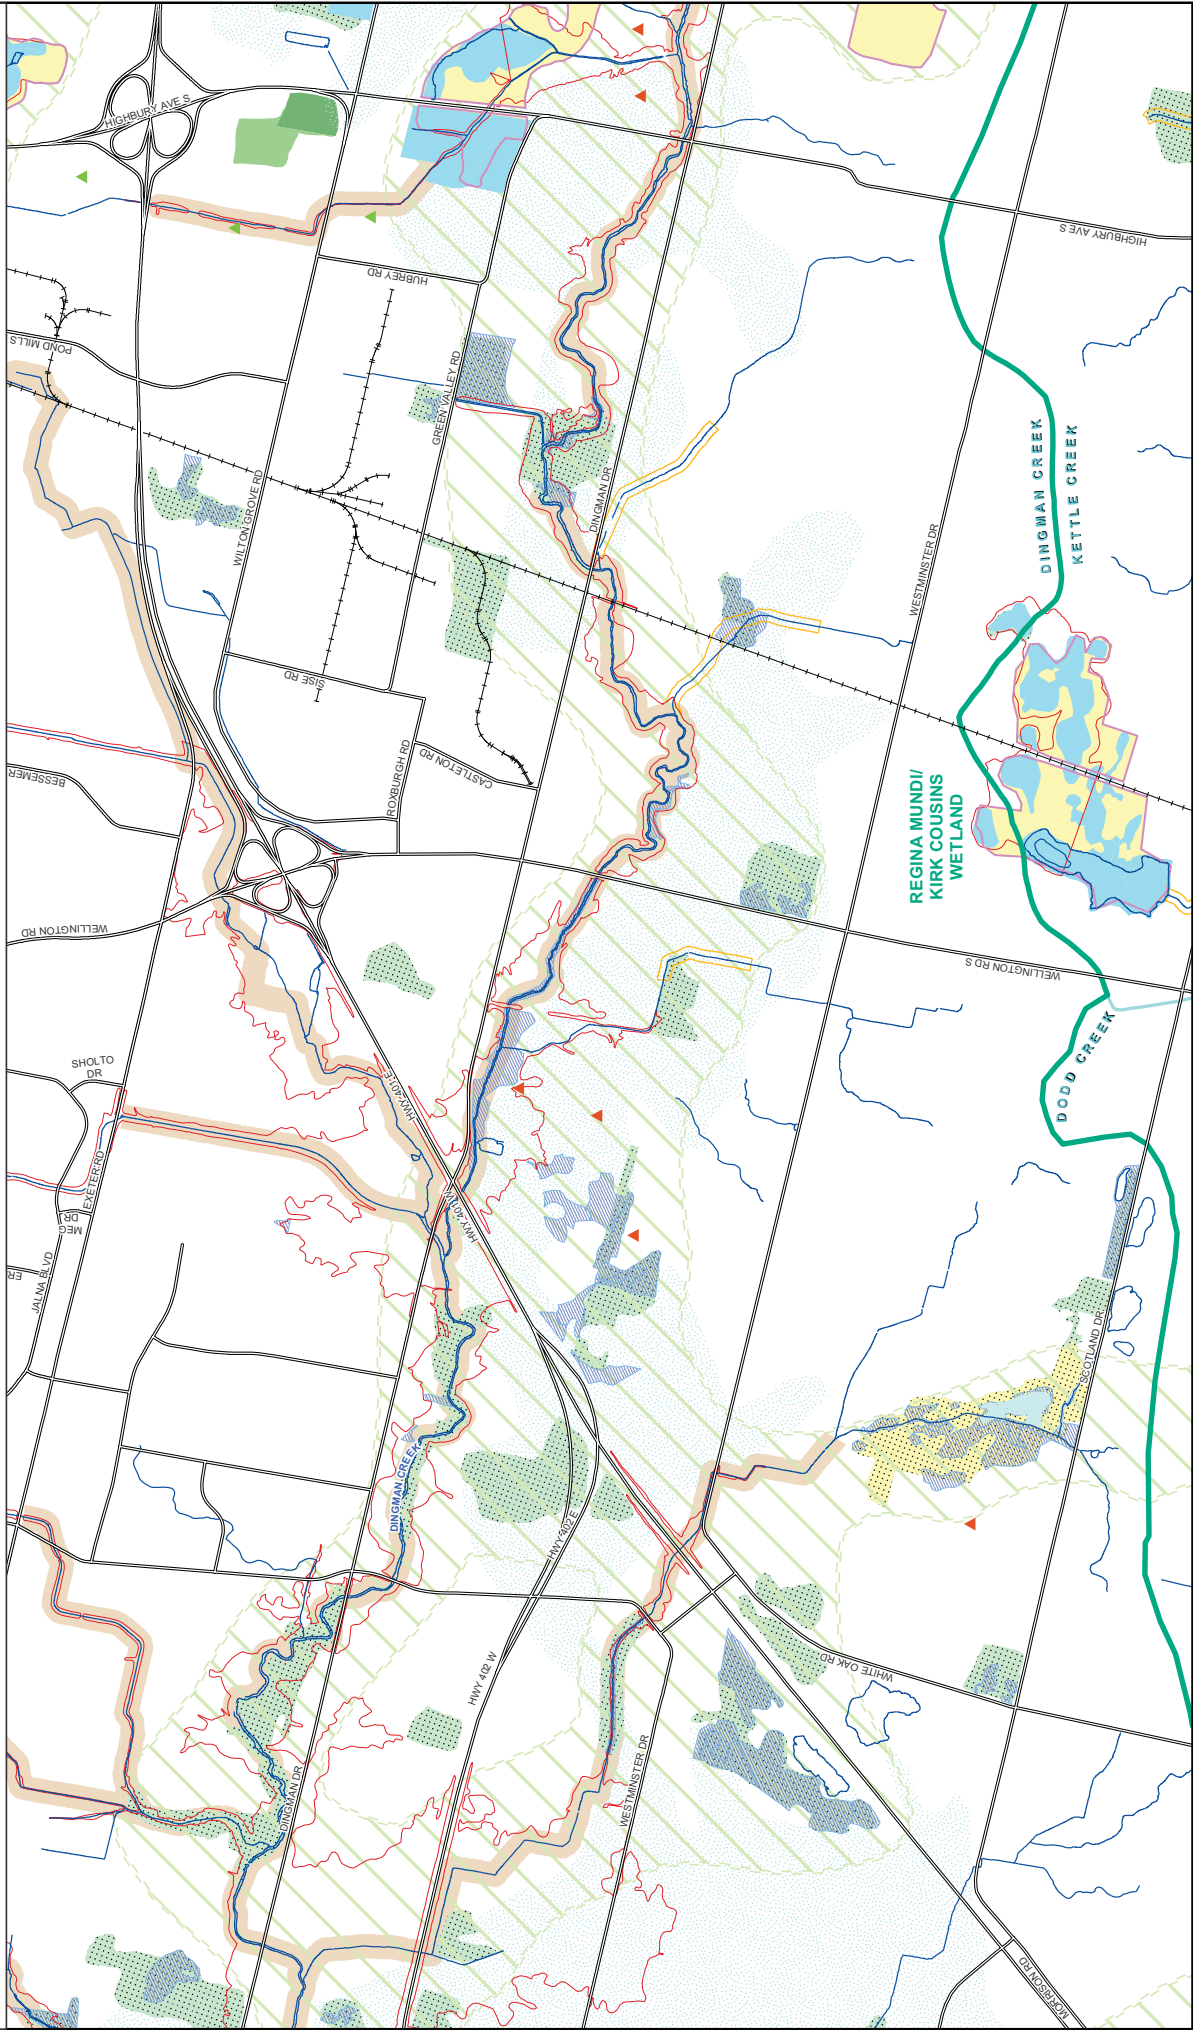 HIGHBURY AVE S
HIGHBURY AVE S
HUBREY RD
POND MILLS
GREEN VALLEY RD
DINGMAN CREEK
KETTLE CREEK
WILTON GROVE RD
DINGMAN DR
WESTMINSTER DR
SISE RD
ROXBURGH RD
CASTLETON RD
BESSEMER
REGINA MUNDI/
KIRK COUSINS
WETLAND
WELLINGTON RD
WELLINGTON RD S
SHOLTO
DR
HWY 401 E
DODD CREEK
EXETER RD
MEG
DR
HWY 401 W
JALNA BLVD
ER
SCOTLAND DR
DINGMAN CREEK
HWY 402 E
HWY 402 W
WHITE OAK RD
DINGMAN DR
WESTMINSTER DR
MORRISON RD